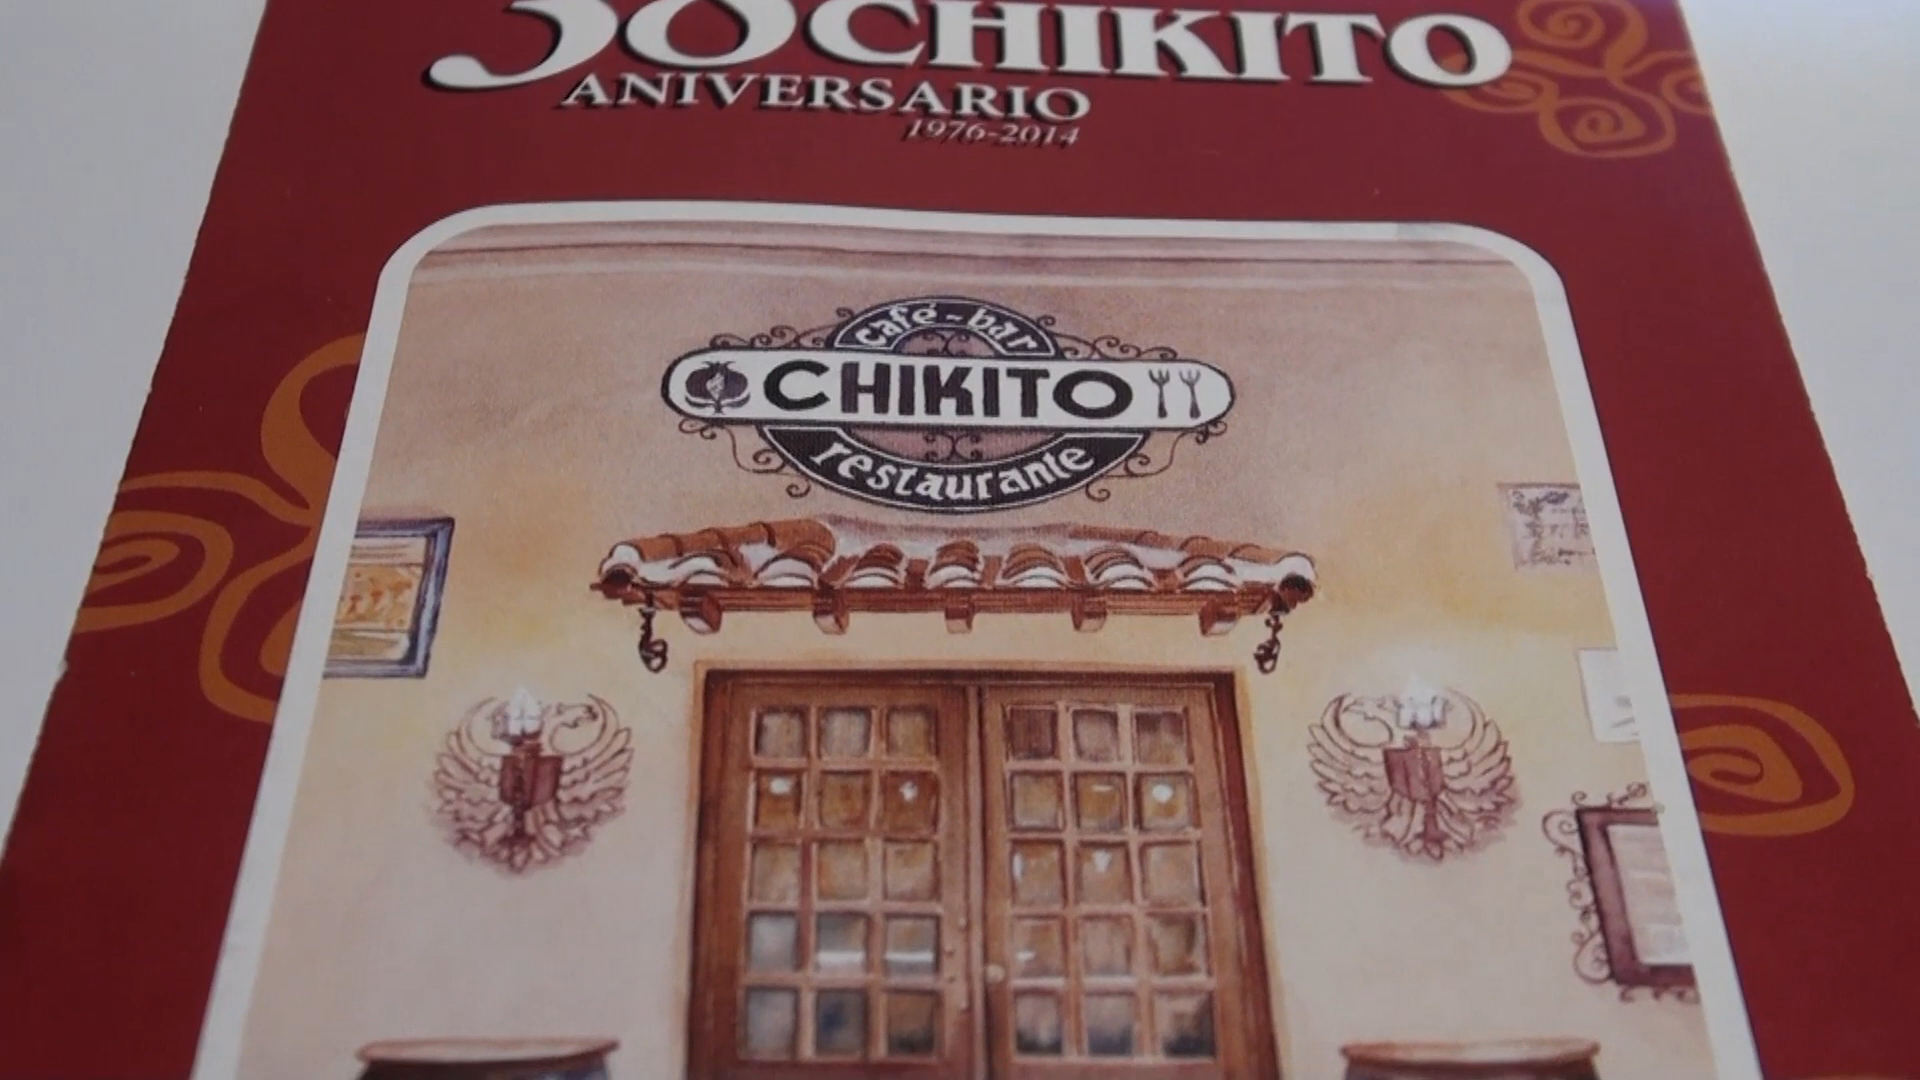 CHIKITO
ANIVERSARIO
1976-2014
café-bar
CHIKITO
restaurante